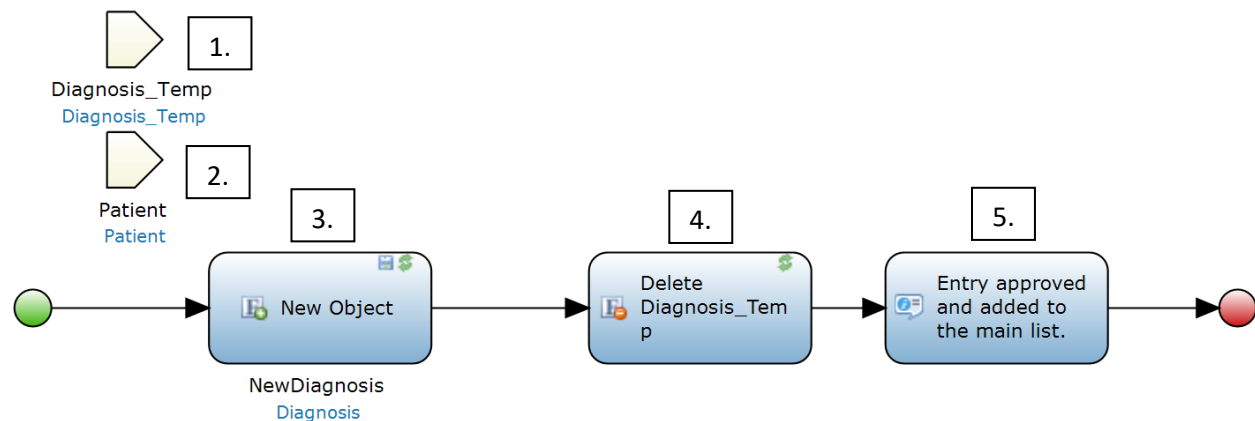 1.
Diagnosis_Temp
Diagnosis_Temp
2.
Patient
Patient
3.
New Object
NewDiagnosis
Diagnosis
4.
Delete
Diagnosis_Tem
p
5.
Entry approved
and added to
the main list.